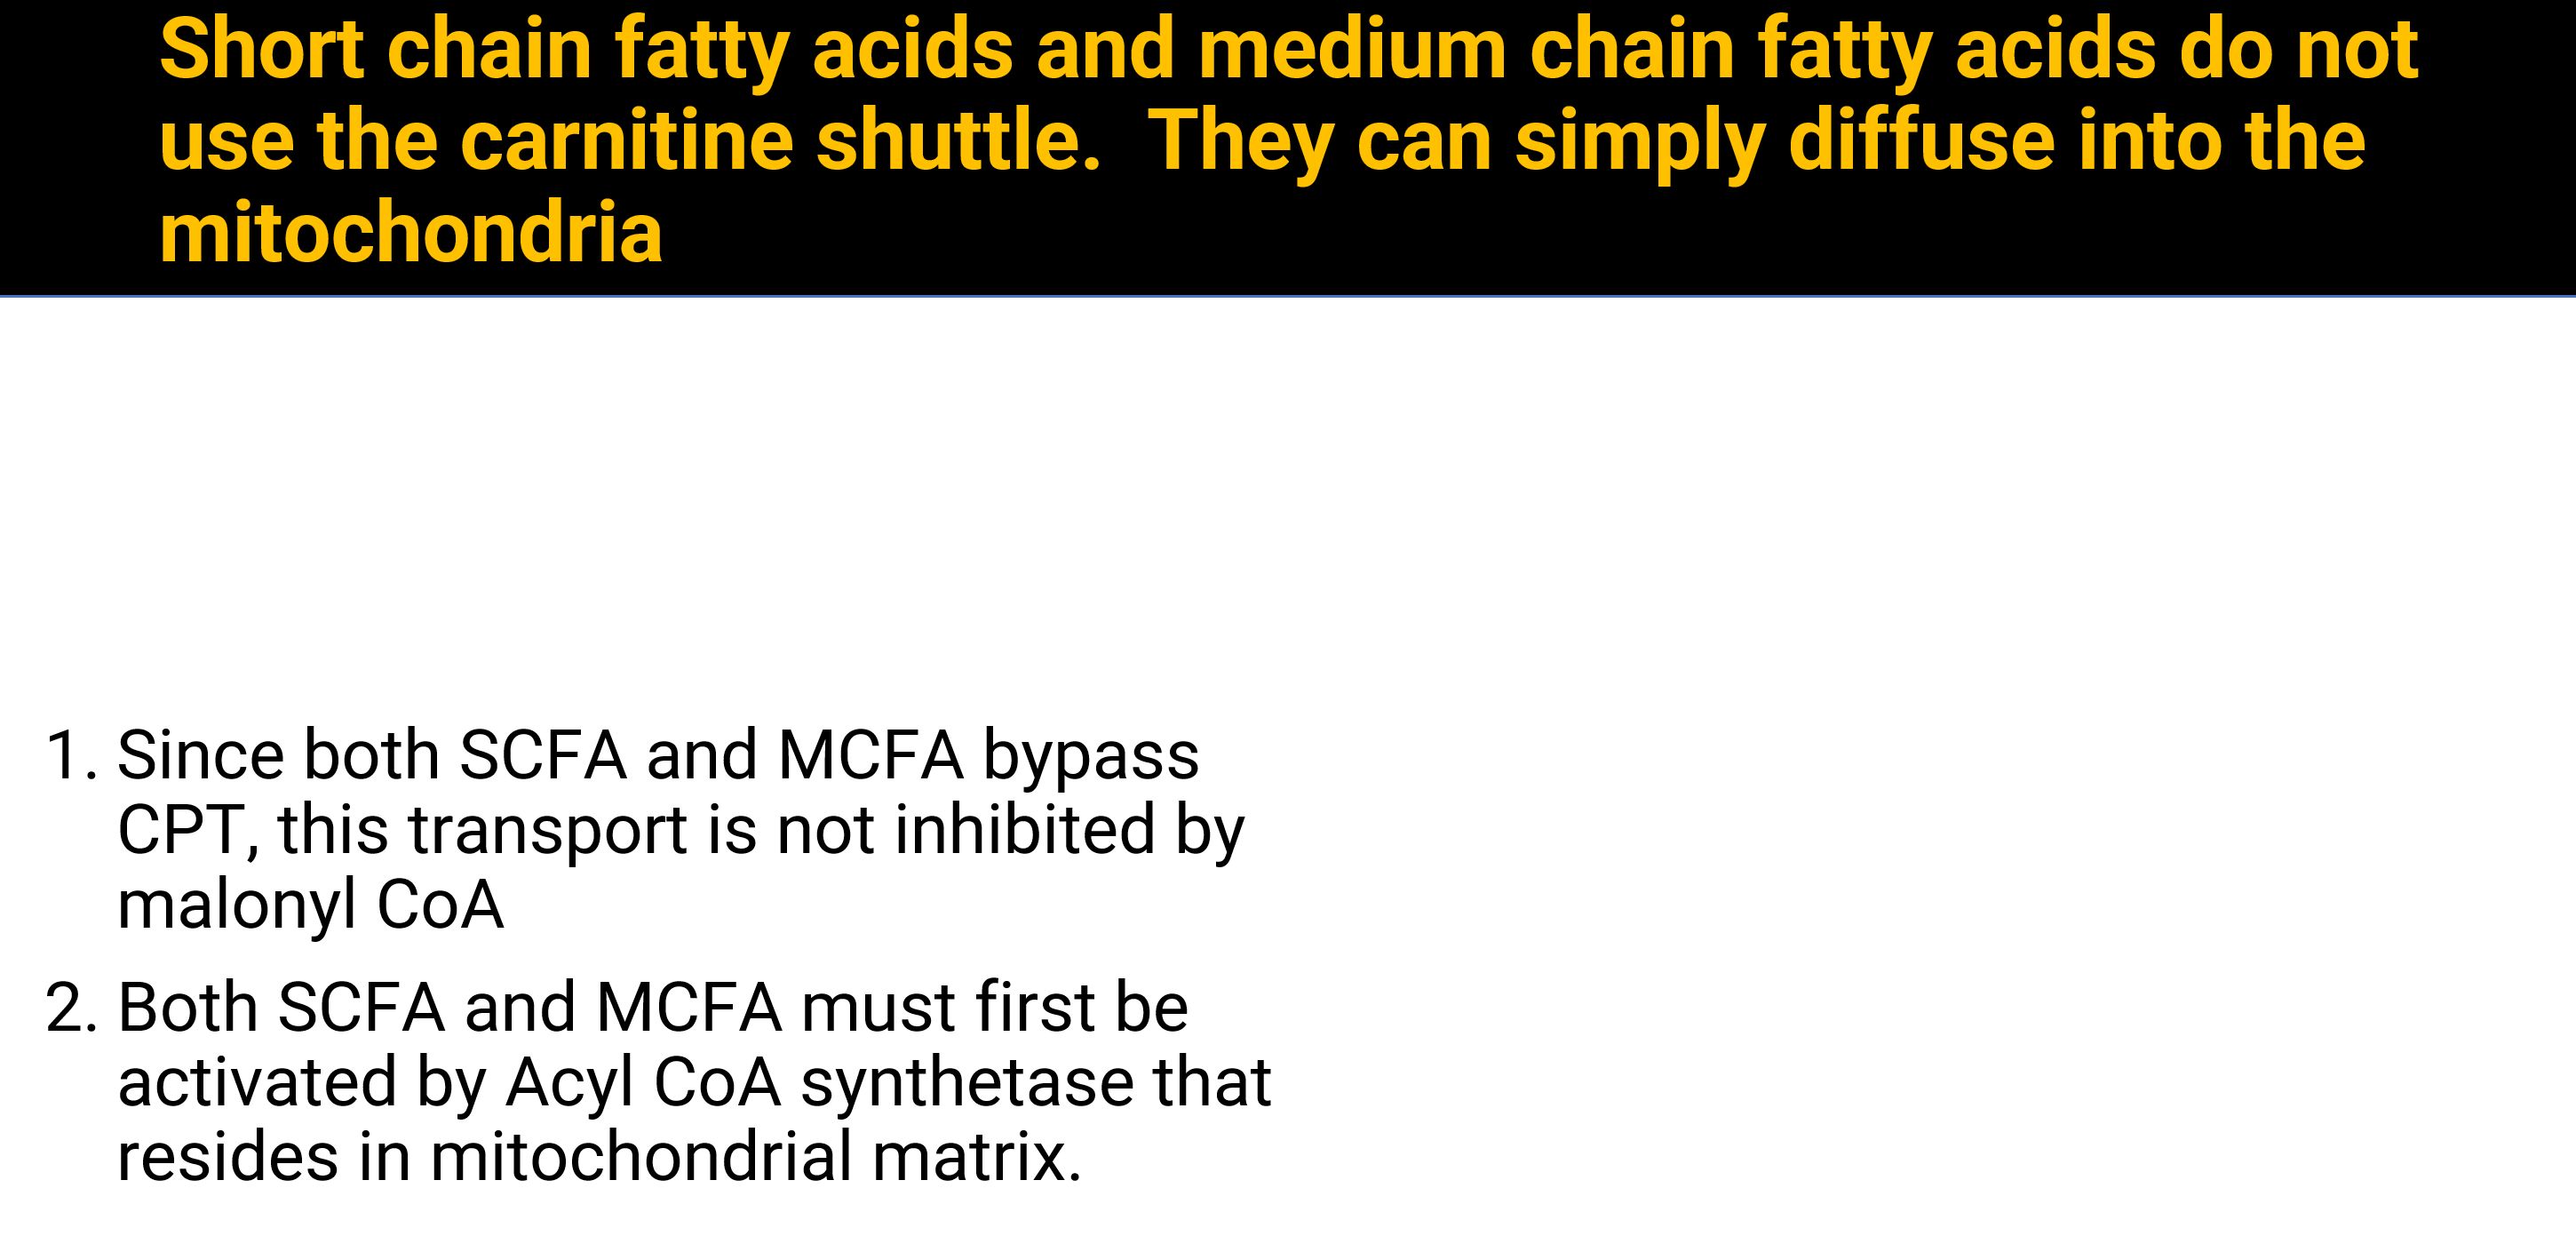 Short chain fatty acids and medium chain fatty acids do not
use the carnitine shuttle.  They can simply diffuse into the
mitochondria
1. Since both SCFA and MCFA bypass
CPT, this transport is not inhibited by
malonyl CoA
2. Both SCFA and MCFA must first be
activated by Acyl CoA synthetase that
resides in mitochondrial matrix.